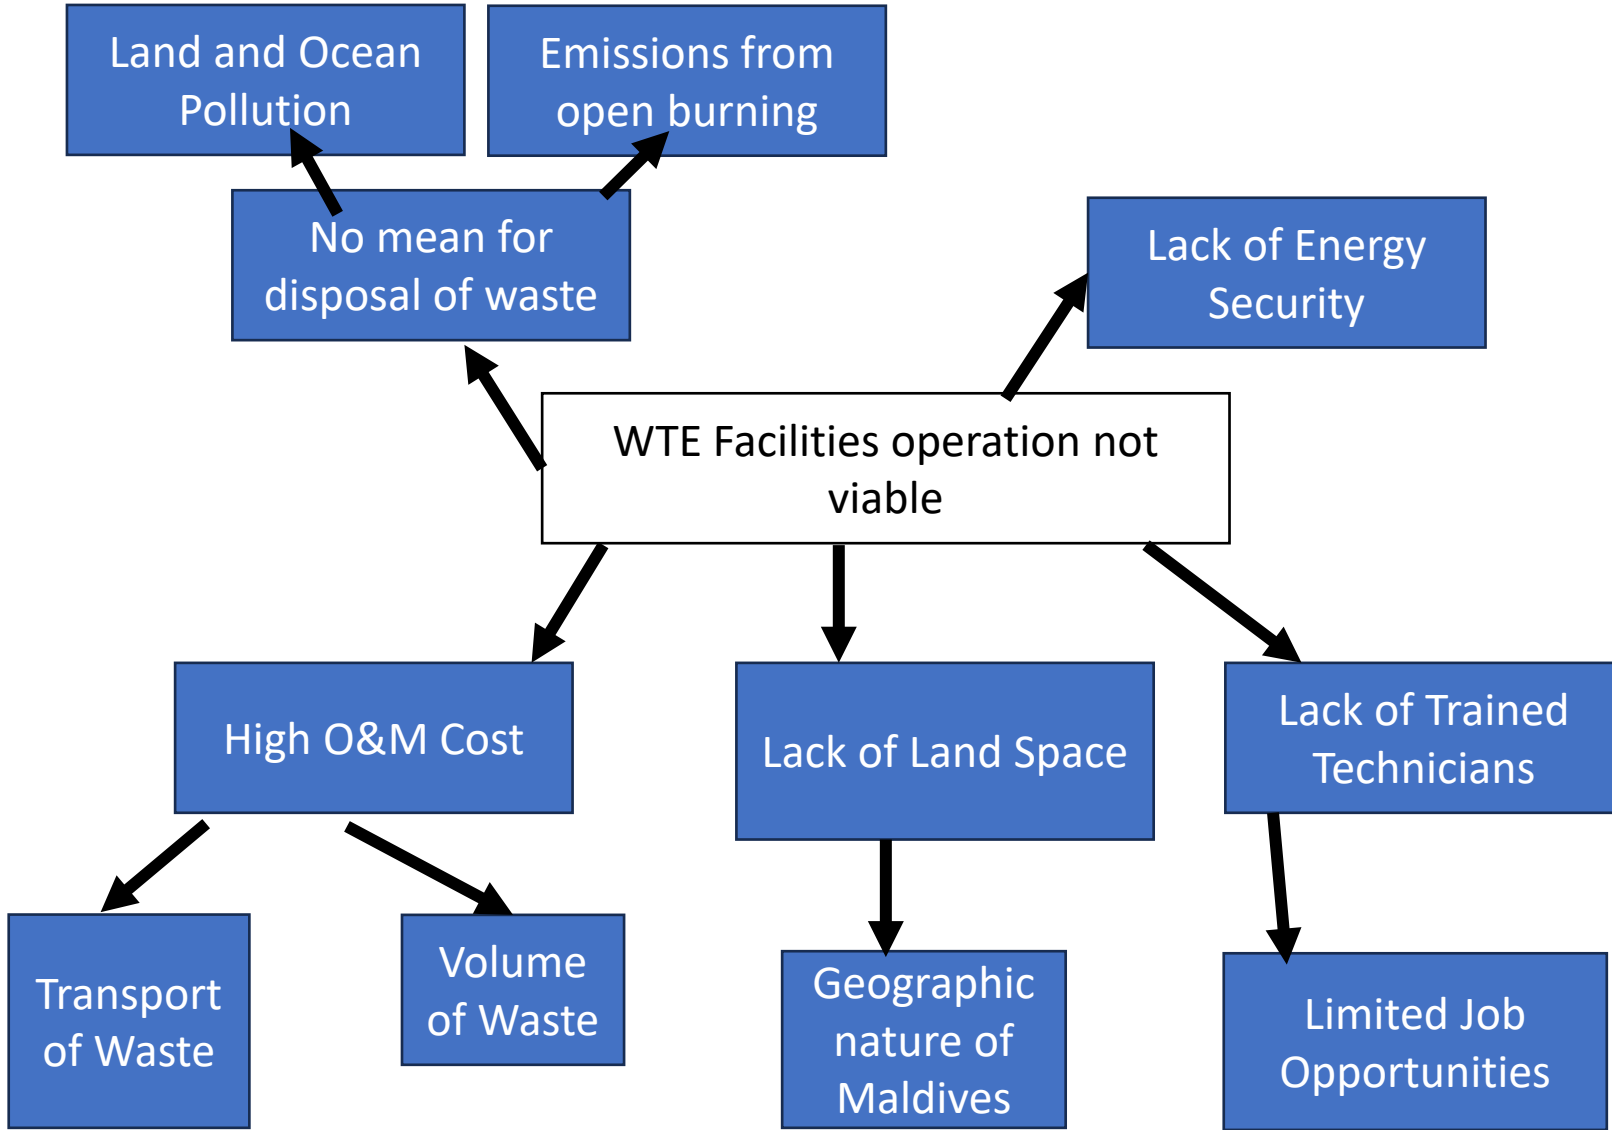 Land and Ocean
Pollution
Emissions from
open burning
No mean for
disposal of waste
Lack of Energy
Security
WTE Facilities operation not
viable
High O&M Cost
Lack of Land Space
Lack of Trained
Technicians
Transport
of Waste
Volume
of Waste
Geographic
nature of
Maldives
Limited Job
Opportunities